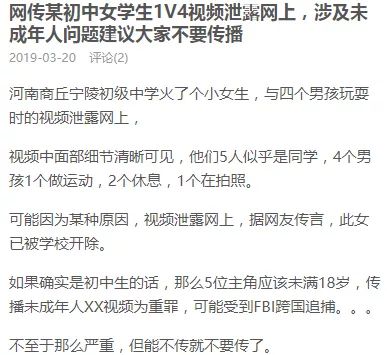 网传某初中女学生1V4视频泄露网上，涉及未
成年人问题建议大家不要传播
2019-03-20 评论(2)
河南商丘宁陵初级中学火了个小女生，与四个男孩玩耍
时的视频泄露网上，
视频中面部细节清晰可见，他们5人似乎是同学，4个男
孩1个做运动，2个休息，1个在拍照。
可能因为某种原因，视频泄露网上，据网友传言，此女
已被学校开除。
如果确实是初中生的话，那么5位主角应该未满18岁，传
播未成年人XX视频为重罪，可能受到FBI跨国追捕。。。
不至于那么严重，但能不传就不要传了。